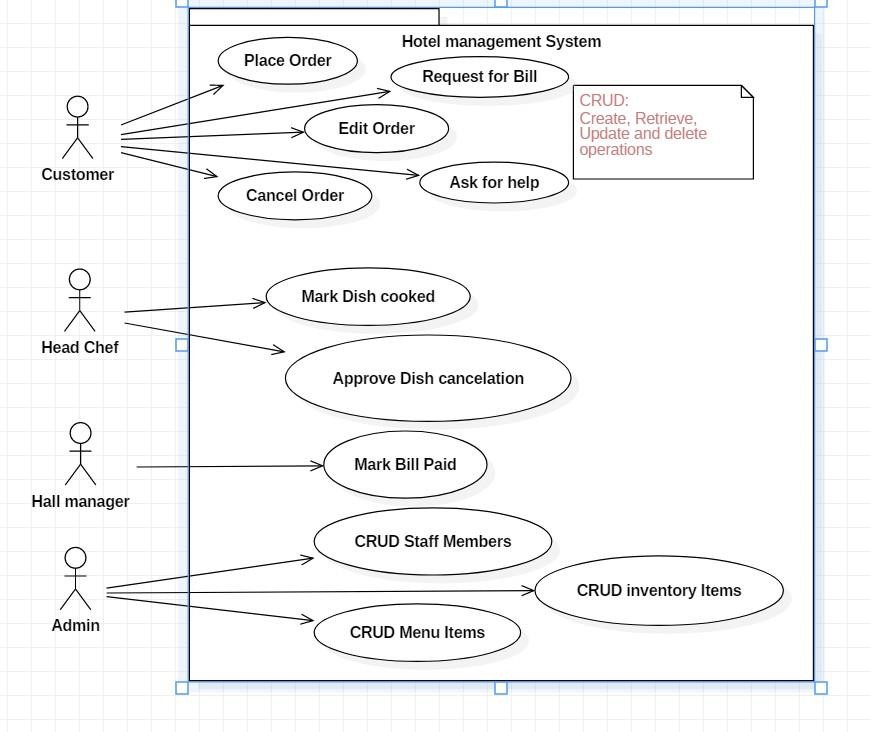 Hotel management System
Place Order
Request for Bill
CRUD:
Create, Retrieve,
Update and delete
operations
Edit Order
Customer
Ask for help
Cancel Order
Mark Dish cooked
Head Chef
Approve Dish cancelation
Mark Bill Paid
Hall manager
CRUD Staff Members
CRUD inventory Items
Admin
CRUD Menu Items